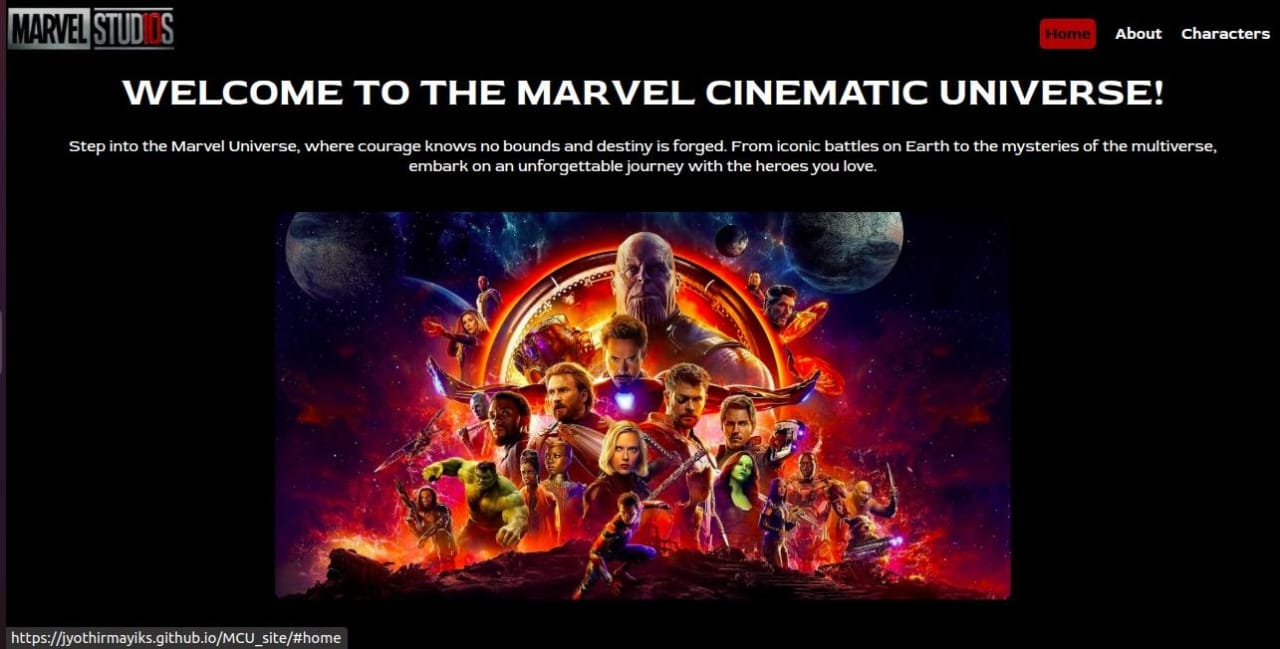 MARVEL STUDIOS
Home
About
Characters
WELCOME TO THE MARVEL CINEMATIC UNIVERSE!
Step into the Marvel Universe, where courage knows no bounds and destiny is forged. From iconic battles on Earth to the mysteries of the multiverse,
embark on an unforgettable journey with the heroes you love.
https://jyothirmayiks.github.io/MCU_site/#home